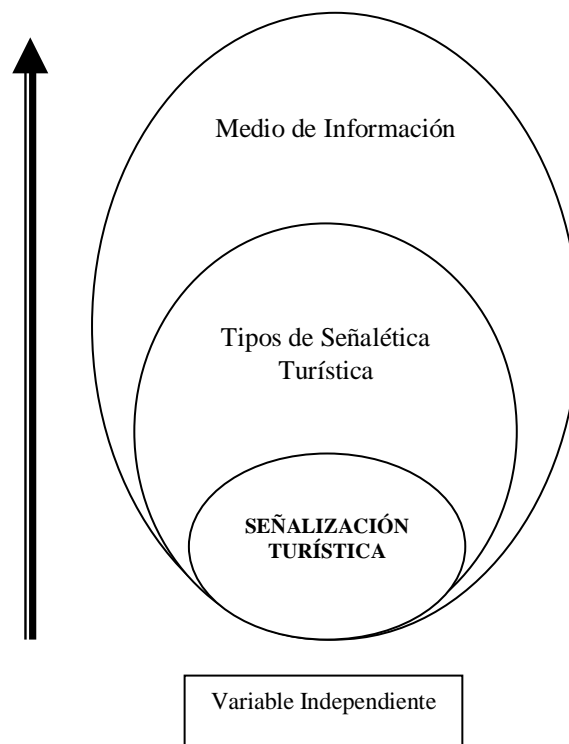 Medio de Información
Tipos de Señalética
Turística
SEÑALIZACIÓN
TURÍSTICA
Variable Independiente